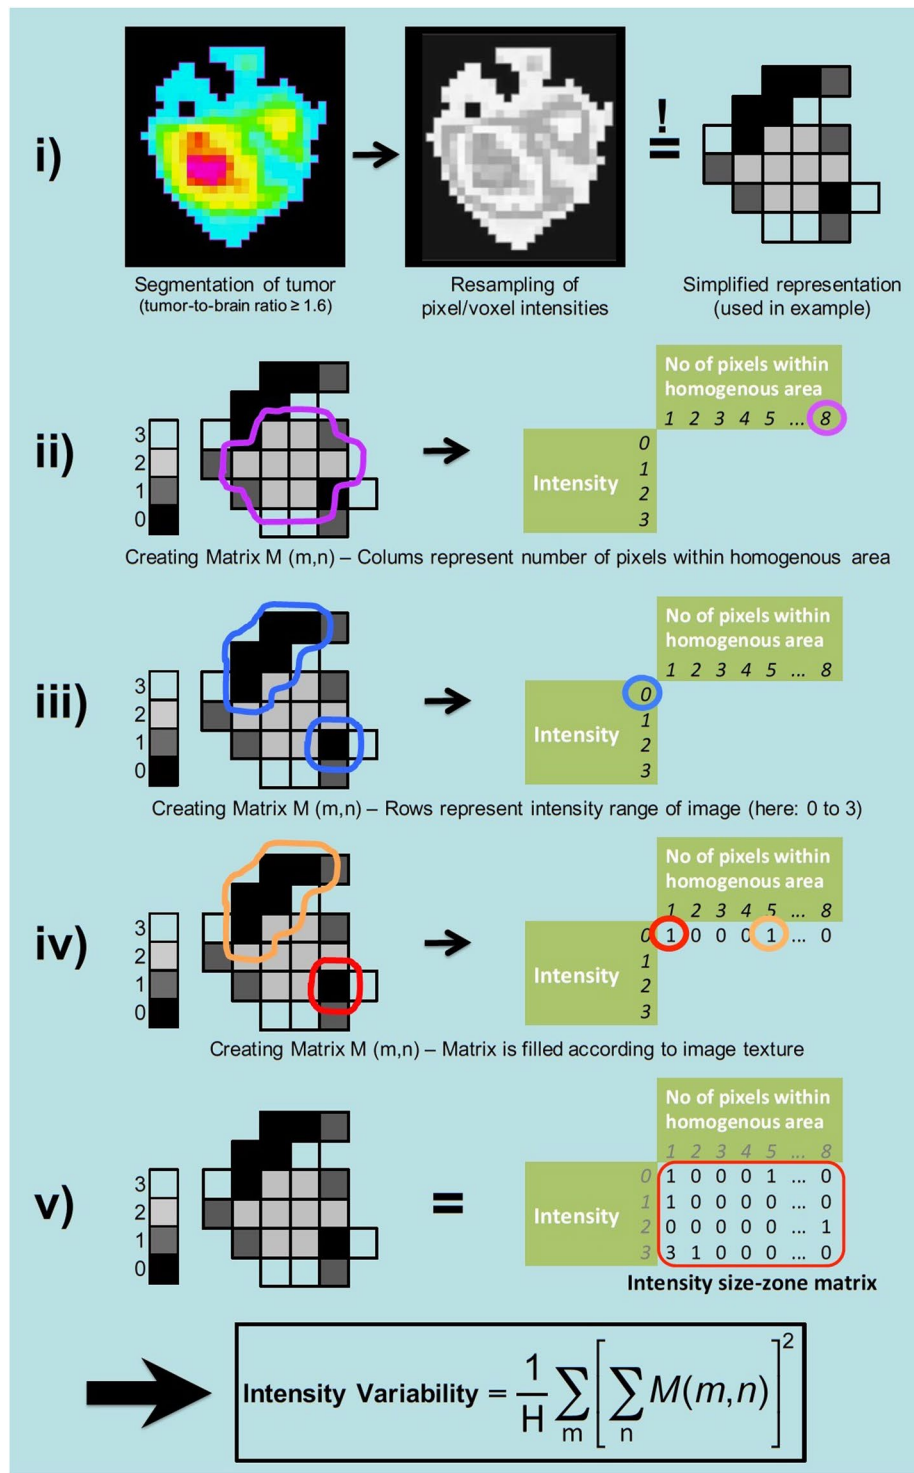 i)
!
=
Segmentation of tumor
(tumor-to-brain ratio ≥ 1.6)
Resampling of
pixel/voxel intensities
Simplified representation
(used in example)
ii)
3
2
1
0
No of pixels within
homogenous area
1 2 3 4 5 ... 8
Intensity
0
1
2
3
Creating Matrix M (m,n) – Colums represent number of pixels within homogenous area
iii)
3
2
1
0
No of pixels within
homogenous area
1 2 3 4 5 ... 8
Intensity
0
1
2
3
Creating Matrix M (m,n) – Rows represent intensity range of image (here: 0 to 3)
iv)
3
2
1
0
No of pixels within
homogenous area
1 2 3 4 5 ... 8
Intensity
0 1 0 0 0 1 ... 0
1
2
3
Creating Matrix M (m,n) – Matrix is filled according to image texture
v)
3
2
1
0
=
No of pixels within
homogenous area
1 2 3 4 5 ... 8
Intensity
0 1 0 0 0 1 ... 0
1 1 0 0 0 0 ... 0
2 0 0 0 0 0 ... 1
3 3 1 0 0 0 ... 0
Intensity size-zone matrix
Intensity Variability = 1/H ∑m [∑n M(m,n)]²